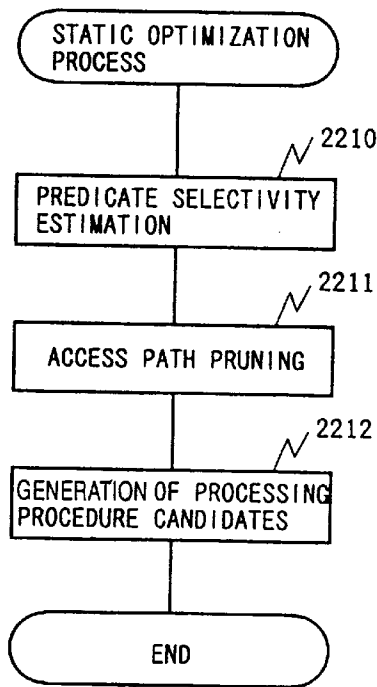 STATIC OPTIMIZATION
PROCESS
2210
PREDICATE SELECTIVITY
ESTIMATION
2211
ACCESS PATH PRUNING
2212
GENERATION OF PROCESSING
PROCEDURE CANDIDATES
END